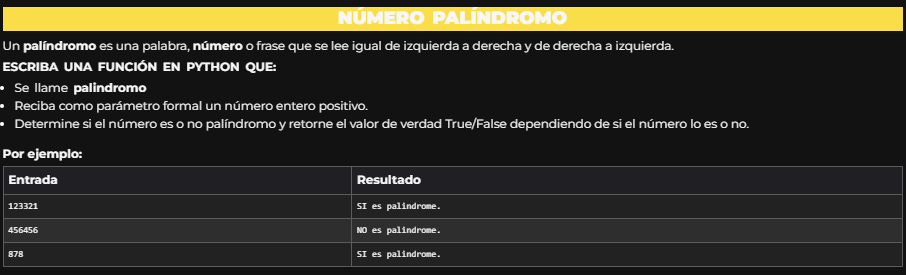 NÚMERO PALÍNDROMO
Un palíndromo es una palabra, número o frase que se lee igual de izquierda a derecha y de derecha a izquierda.
ESCRIBA UNA FUNCIÓN EN PYTHON QUE:
• Se llame palindromo
• Reciba como parámetro formal un número entero positivo.
• Determine si el número es o no palíndromo y retorne el valor de verdad True/False dependiendo de si el número lo es o no.
Por ejemplo:
Entrada Resultado
123321 SI es palindrome.
456456 NO es palindrome.
878 SI es palindrome.